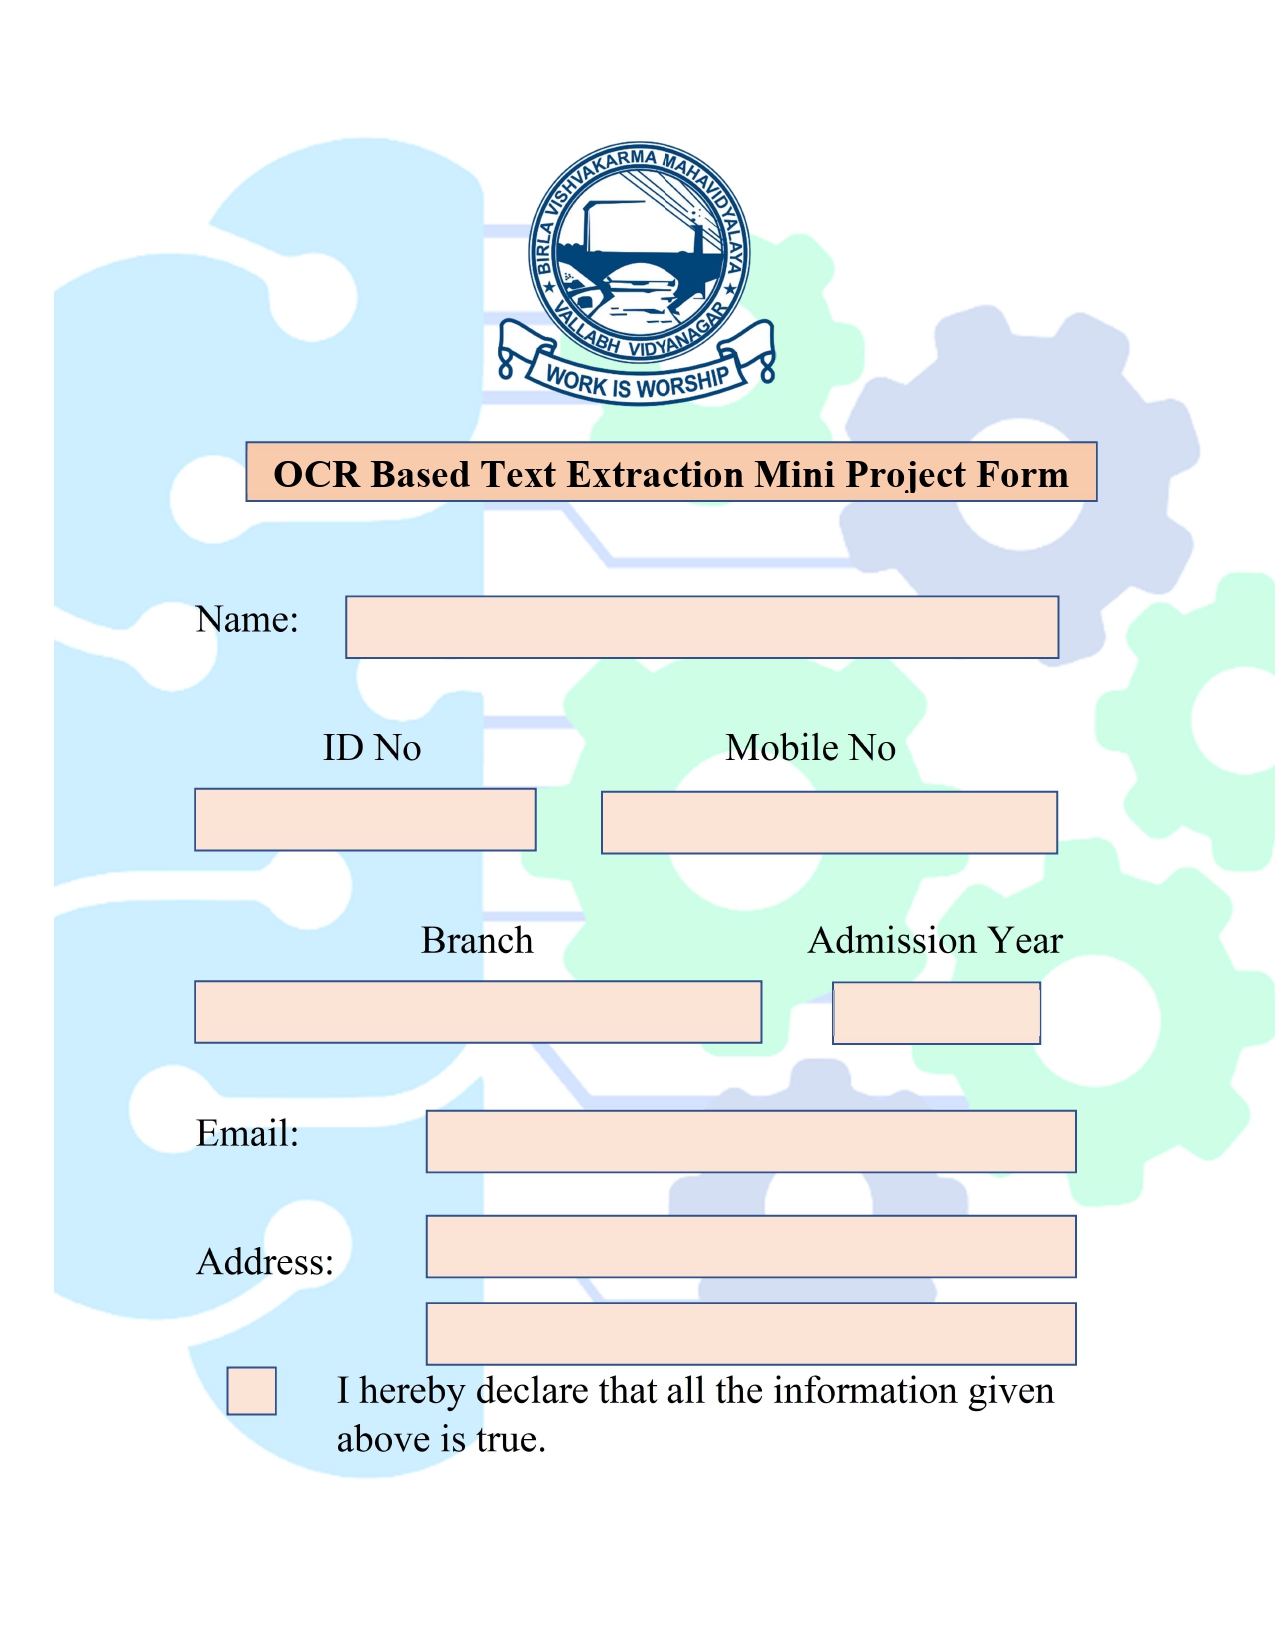 BIRLA VISHVAKARMA MAHAVIDYALAYA
★ VALLABH VIDYANAGAR ★
WORK IS WORSHIP
OCR Based Text Extraction Mini Project Form
Name:
ID No Mobile No
Branch Admission Year
Email:
Address:
I hereby declare that all the information given
above is true.